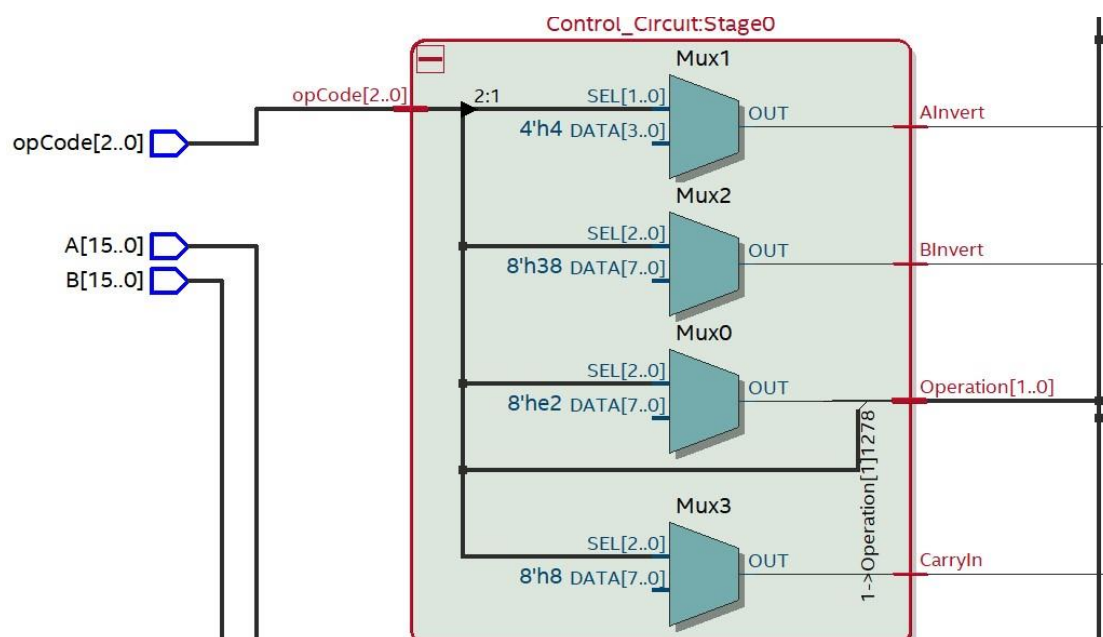 Control_Circuit:Stage0
Mux1
opCode[2..0]
2:1
SEL[1..0]
OUT
AInvert
4'h4 DATA[3..0]
opCode[2..0]
Mux2
A[15..0]
SEL[2..0]
OUT
BInvert
8'h38 DATA[7..0]
B[15..0]
Mux0
SEL[2..0]
OUT
Operation[1..0]
8'he2 DATA[7..0]
1->Operation[1]1278
Mux3
SEL[2..0]
OUT
CarryIn
8'h8 DATA[7..0]